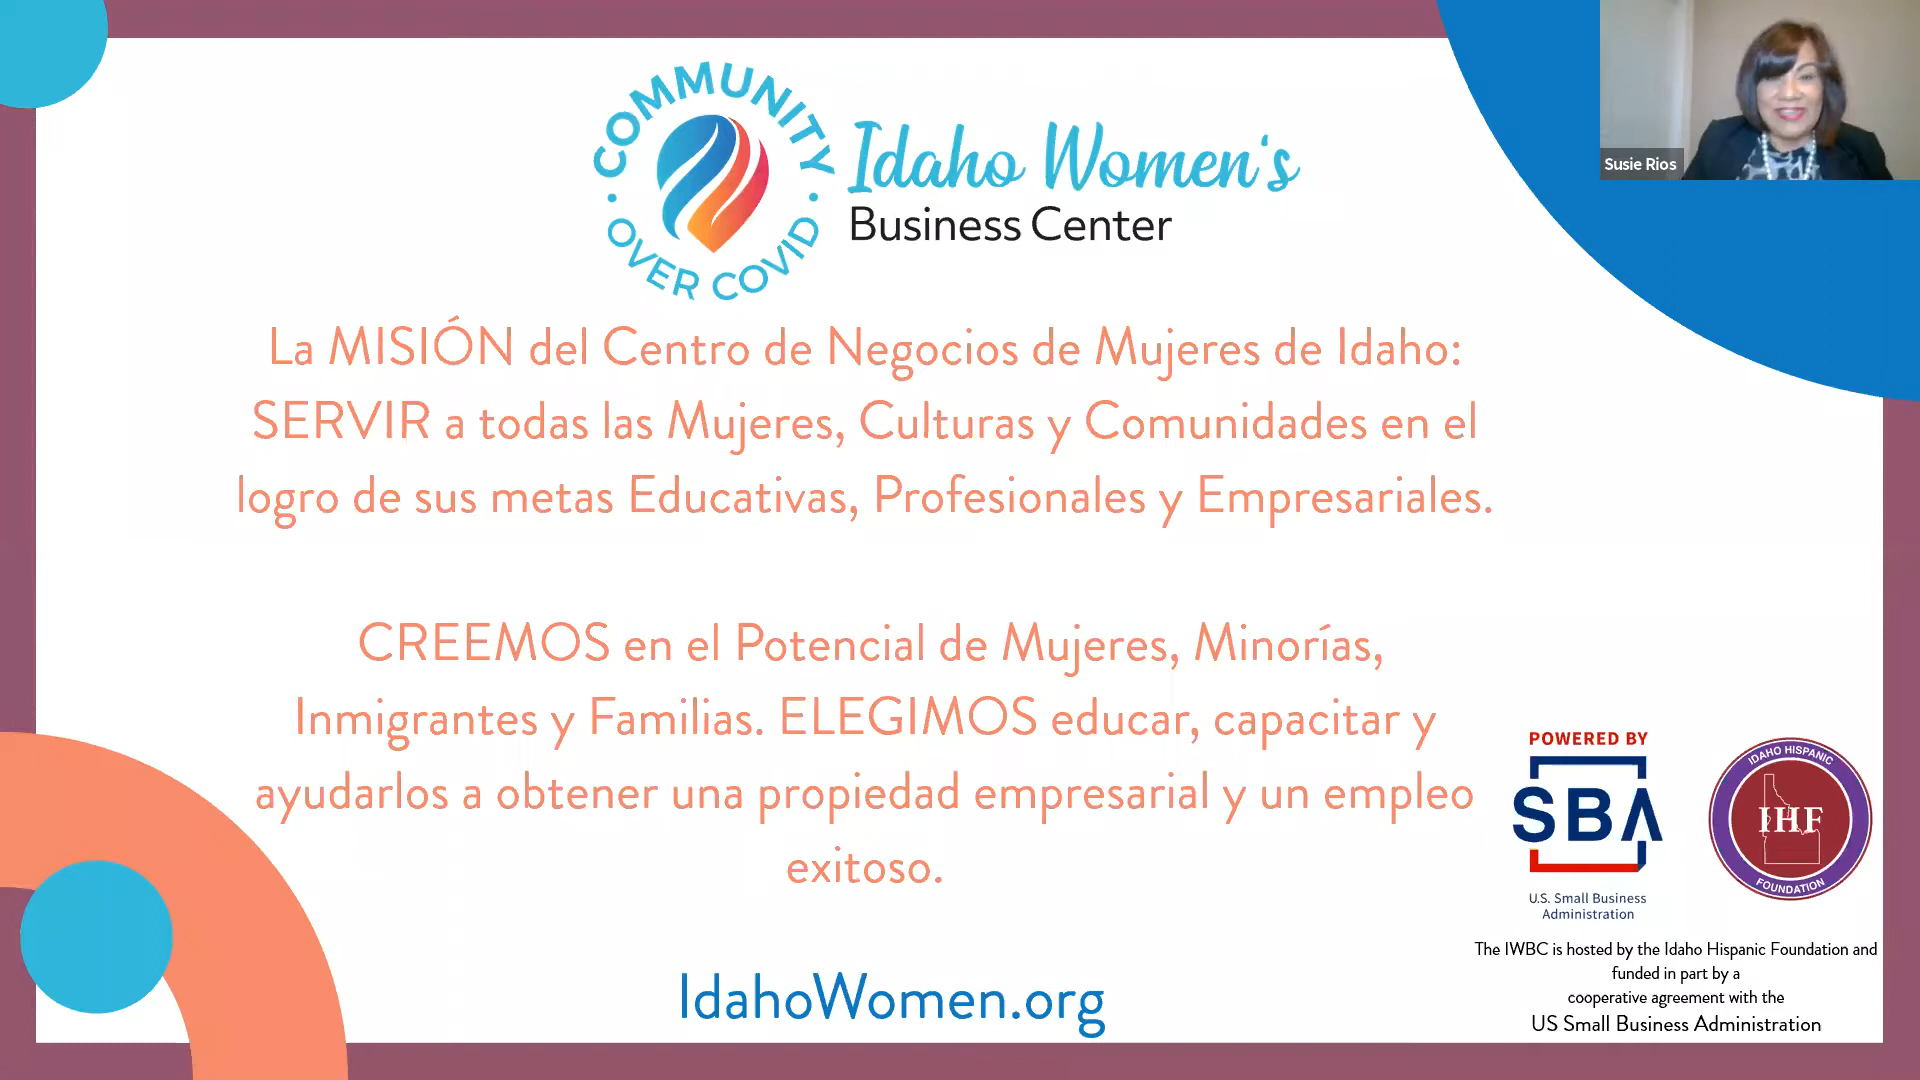 COMMUNITY
OVER COVID
Idaho Women's
Business Center
Susie Rios
La MISIÓN del Centro de Negocios de Mujeres de Idaho:
SERVIR a todas las Mujeres, Culturas y Comunidades en el
logro de sus metas Educativas, Profesionales y Empresariales.
CREEMOS en el Potencial de Mujeres, Minorías,
Inmigrantes y Familias. ELEGIMOS educar, capacitar y
ayudarlos a obtener una propiedad empresarial y un empleo
exitoso.
IdahoWomen.org
POWERED BY
SBA
U.S. Small Business
Administration
IDAHO HISPANIC
IHF
FOUNDATION
The IWBC is hosted by the Idaho Hispanic Foundation and
funded in part by a
cooperative agreement with the
US Small Business Administration